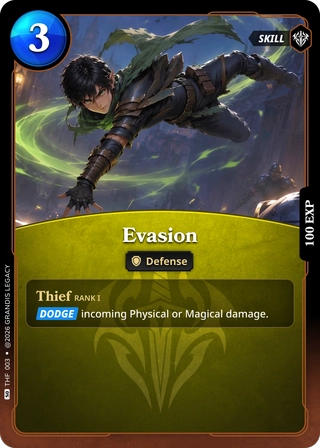 3
SKILL
100 EXP
Evasion
Defense
Thief RANK I
DODGE incoming Physical or Magical damage.
THF 003 • @2026 GRANDIS LEGACY